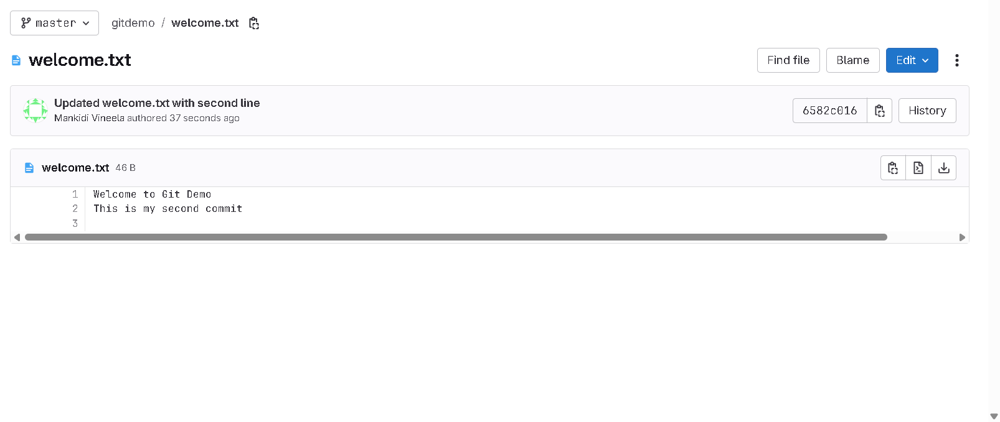 master
gitdemo / welcome.txt
welcome.txt
Find file
Blame
Edit
Updated welcome.txt with second line
Mankidi Vineela authored 37 seconds ago
6582c016
History
welcome.txt 46 B
1 Welcome to Git Demo
2 This is my second commit
3